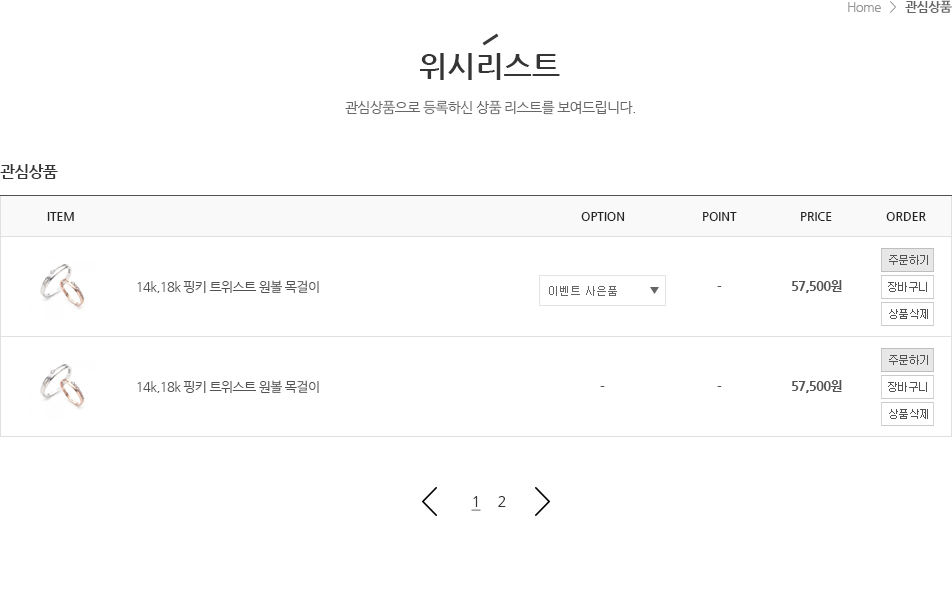 Home > 관심상품
위시리스트
관심상품으로 등록하신 상품 리스트를 보여드립니다.
관심상품
ITEM OPTION POINT PRICE ORDER
14k,18k 핑키 트위스트 원볼 목걸이 이벤트 사은품 ▼ - 57,500원
주문하기
장바구니
상품삭제
14k,18k 핑키 트위스트 원볼 목걸이 - - 57,500원
주문하기
장바구니
상품삭제
1 2